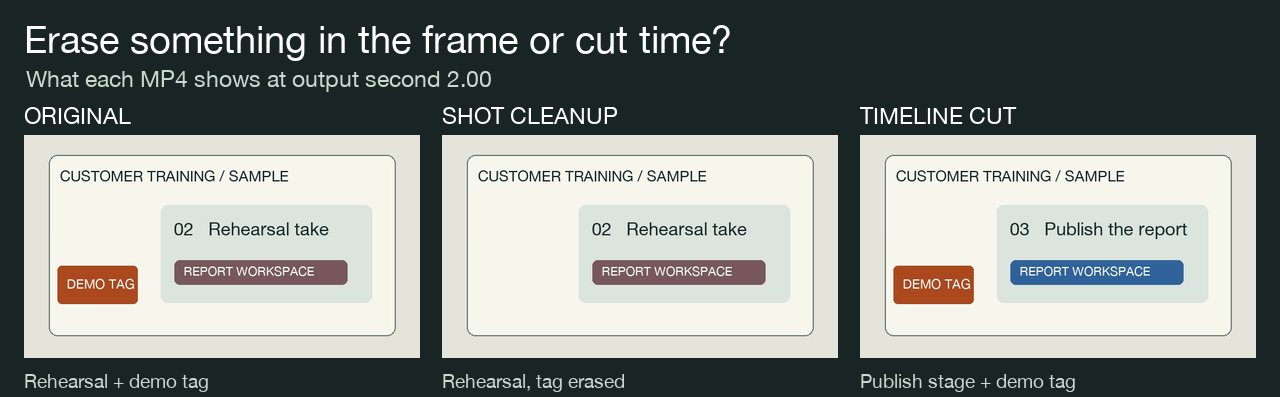 Erase something in the frame or cut time?
What each MP4 shows at output second 2.00
ORIGINAL
CUSTOMER TRAINING / SAMPLE
02 Rehearsal take
REPORT WORKSPACE
DEMO TAG
Rehearsal + demo tag
SHOT CLEANUP
CUSTOMER TRAINING / SAMPLE
02 Rehearsal take
REPORT WORKSPACE
Rehearsal, tag erased
TIMELINE CUT
CUSTOMER TRAINING / SAMPLE
03 Publish the report
REPORT WORKSPACE
DEMO TAG
Publish stage + demo tag